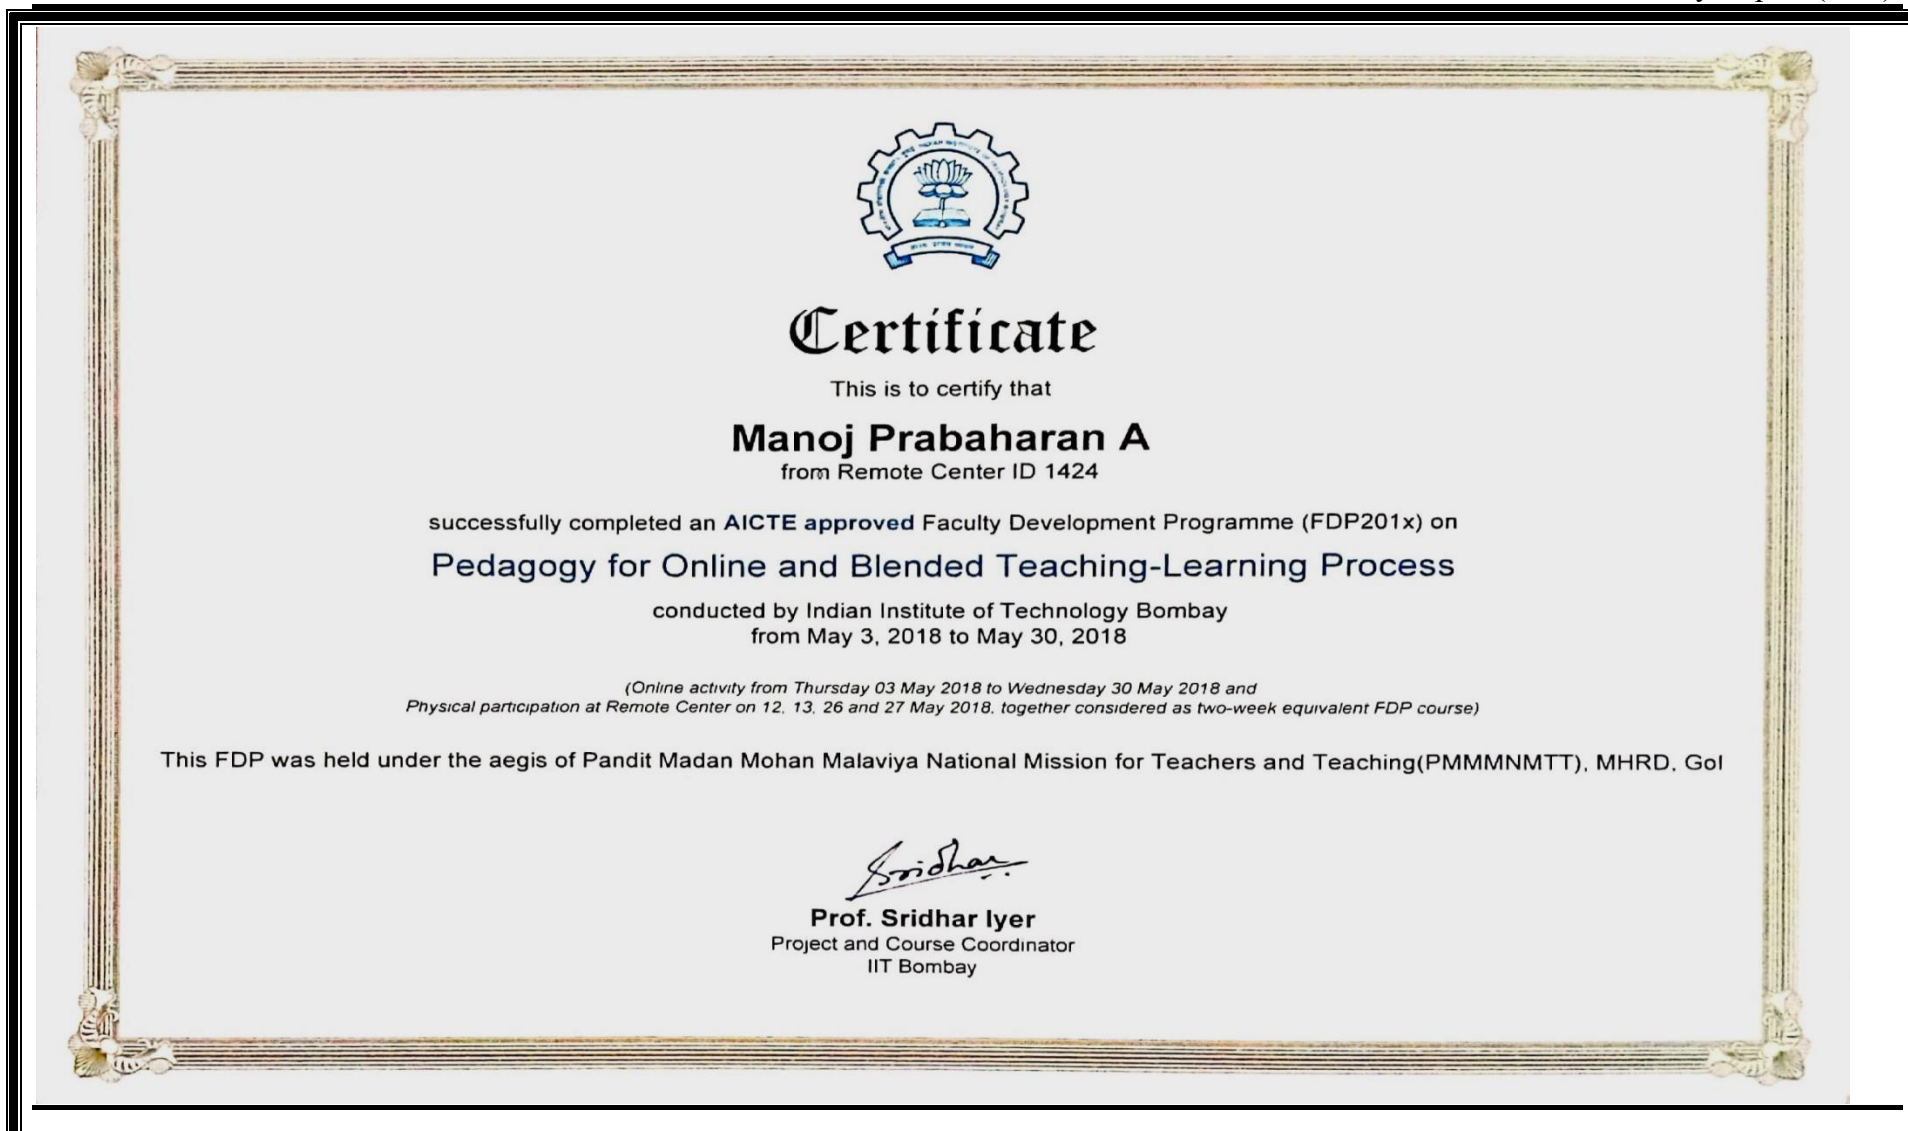 Certificate
This is to certify that
Manoj Prabaharan A
from Remote Center ID 1424
successfully completed an AICTE approved Faculty Development Programme (FDP201x) on
Pedagogy for Online and Blended Teaching-Learning Process
conducted by Indian Institute of Technology Bombay
from May 3, 2018 to May 30, 2018
(Online activity from Thursday 03 May 2018 to Wednesday 30 May 2018 and
Physical participation at Remote Center on 12, 13, 26 and 27 May 2018, together considered as two-week equivalent FDP course)
This FDP was held under the aegis of Pandit Madan Mohan Malaviya National Mission for Teachers and Teaching(PMMMNMTT), MHRD, GoI
Sridhar
Prof. Sridhar Iyer
Project and Course Coordinator
IIT Bombay